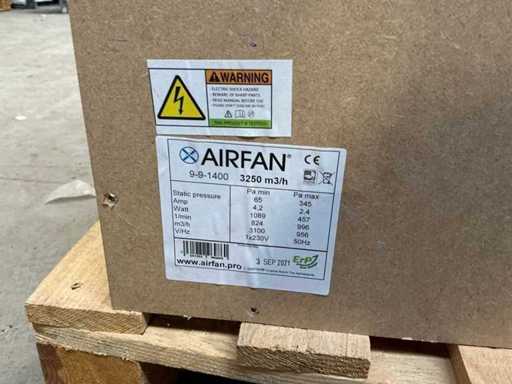 WARNING
- ELECTRIC SHOCK HAZARD
- BEWARE OF SHARP PARTS
- READ MANUAL BEFORE USE
AIRFAN® CE
9-9-1400 3250 m3/h
Static pressure Pa min Pa max
Amp 65 345
Watt 4,2 2.4
1/min 1089 457
m3/h 824 996
V/Hz 3100 956
1x230V 50Hz
www.airfan.pro SEP 2021 ErP